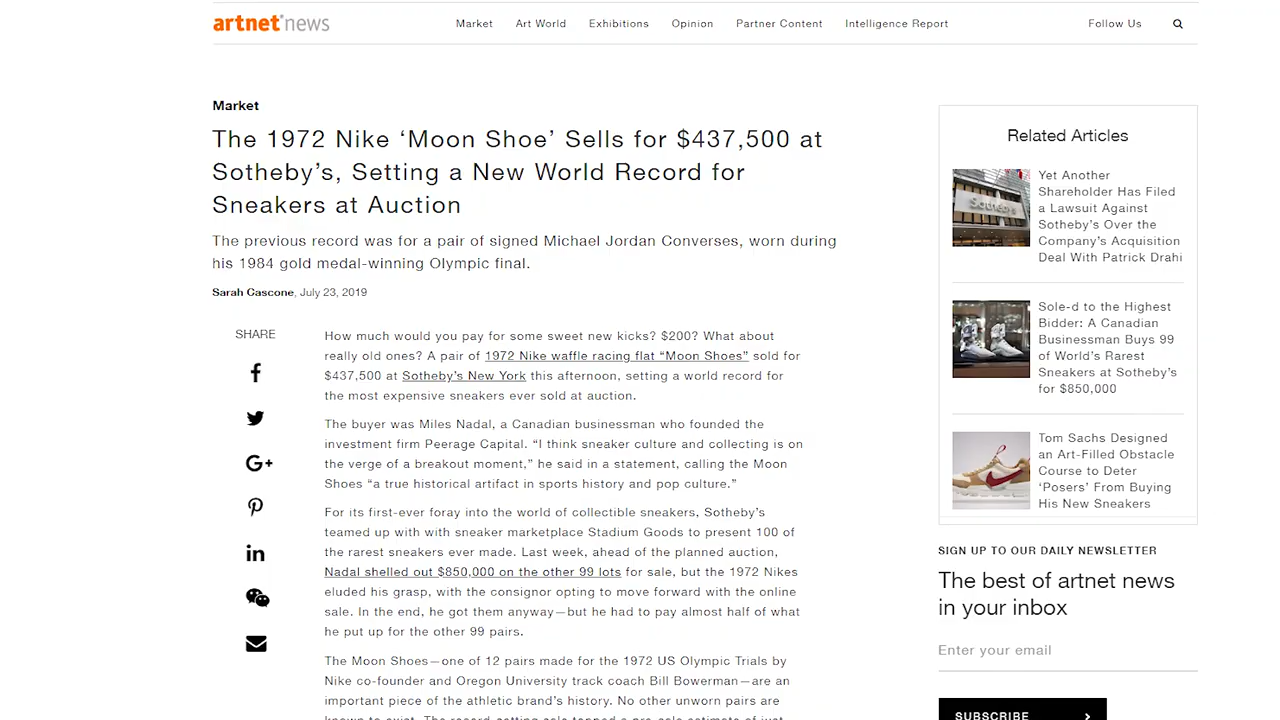 artnet®news
Market
Art World
Exhibitions
Opinion
Partner Content
Intelligence Report
Follow Us
Market
The 1972 Nike ‘Moon Shoe’ Sells for $437,500 at
Sotheby’s, Setting a New World Record for
Sneakers at Auction
The previous record was for a pair of signed Michael Jordan Converses, worn during
his 1984 gold medal-winning Olympic final.
Sarah Cascone, July 23, 2019
SHARE
How much would you pay for some sweet new kicks? $200? What about
really old ones? A pair of 1972 Nike waffle racing flat “Moon Shoes” sold for
$437,500 at Sotheby’s New York this afternoon, setting a world record for
the most expensive sneakers ever sold at auction.
The buyer was Miles Nadal, a Canadian businessman who founded the
investment firm Peerage Capital. “I think sneaker culture and collecting is on
the verge of a breakout moment,” he said in a statement, calling the Moon
Shoes “a true historical artifact in sports history and pop culture.”
For its first-ever foray into the world of collectible sneakers, Sotheby’s
teamed up with with sneaker marketplace Stadium Goods to present 100 of
the rarest sneakers ever made. Last week, ahead of the planned auction,
Nadal shelled out $850,000 on the other 99 lots for sale, but the 1972 Nikes
eluded his grasp, with the consignor opting to move forward with the online
sale. In the end, he got them anyway—but he had to pay almost half of what
he put up for the other 99 pairs.
The Moon Shoes—one of 12 pairs made for the 1972 US Olympic Trials by
Nike co-founder and Oregon University track coach Bill Bowerman—are an
important piece of the athletic brand’s history. No other unworn pairs are
known to exist. The record-setting sale topped a pre-sale estimate of just
Related Articles
Sotheby's
Yet Another
Shareholder Has Filed
a Lawsuit Against
Sotheby’s Over the
Company’s Acquisition
Deal With Patrick Drahi
Sole-d to the Highest
Bidder: A Canadian
Businessman Buys 99
of World’s Rarest
Sneakers at Sotheby’s
for $850,000
Tom Sachs Designed
an Art-Filled Obstacle
Course to Deter
‘Posers’ From Buying
His New Sneakers
SIGN UP TO OUR DAILY NEWSLETTER
The best of artnet news
in your inbox
Enter your email
SUBSCRIBE